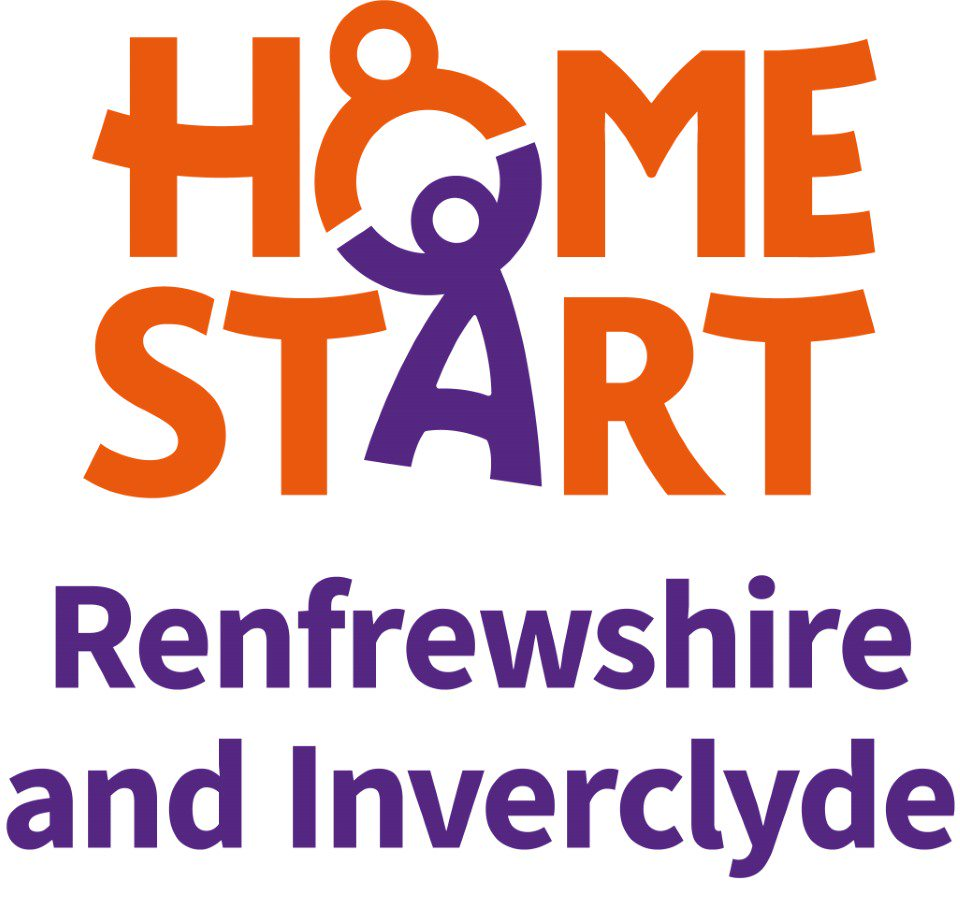 HOME
START
Renfrewshire
and Inverclyde